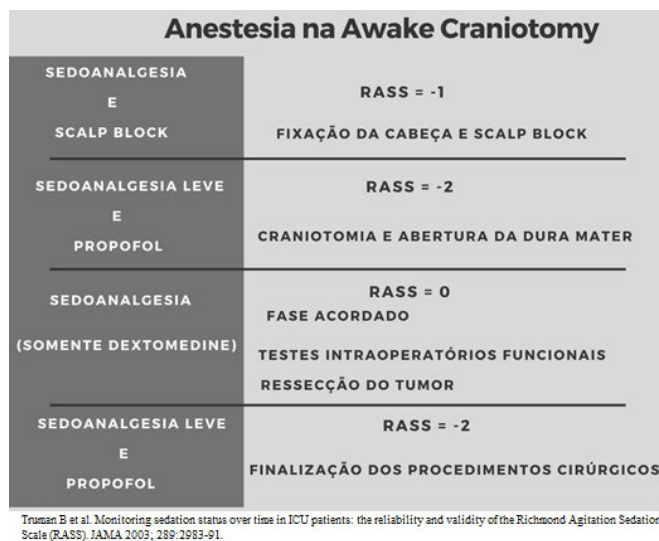 Anestesia na Awake Craniotomy
SEDOANALGESIA
E
SCALP BLOCK
RASS = -1
FIXAÇÃO DA CABEÇA E SCALP BLOCK
SEDOANALGESIA LEVE
E
PROPOFOL
RASS = -2
CRANIOTOMIA E ABERTURA DA DURA MATER
SEDOANALGESIA
(SOMENTE DEXTOMEDINE)
RASS = 0
FASE ACORDADO
TESTES INTRAOPERATÓRIOS FUNCIONAIS
RESSECÇÃO DO TUMOR
SEDOANALGESIA LEVE
E
PROPOFOL
RASS = -2
FINALIZAÇÃO DOS PROCEDIMENTOS CIRÚRGICOS
Truman B et al. Monitoring sedation status over time in ICU patients: the reliability and validity of the Richmond Agitation Sedation
Scale (RASS). JAMA 2003; 289:2983-91.